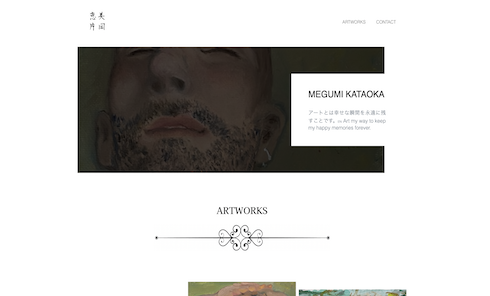 恵美
片岡
ARTWORKS CONTACT
MEGUMI KATAOKA
アートとは幸せな瞬間を永遠に残
すことです。∞ Art my way to keep
my happy memories forever
ARTWORKS